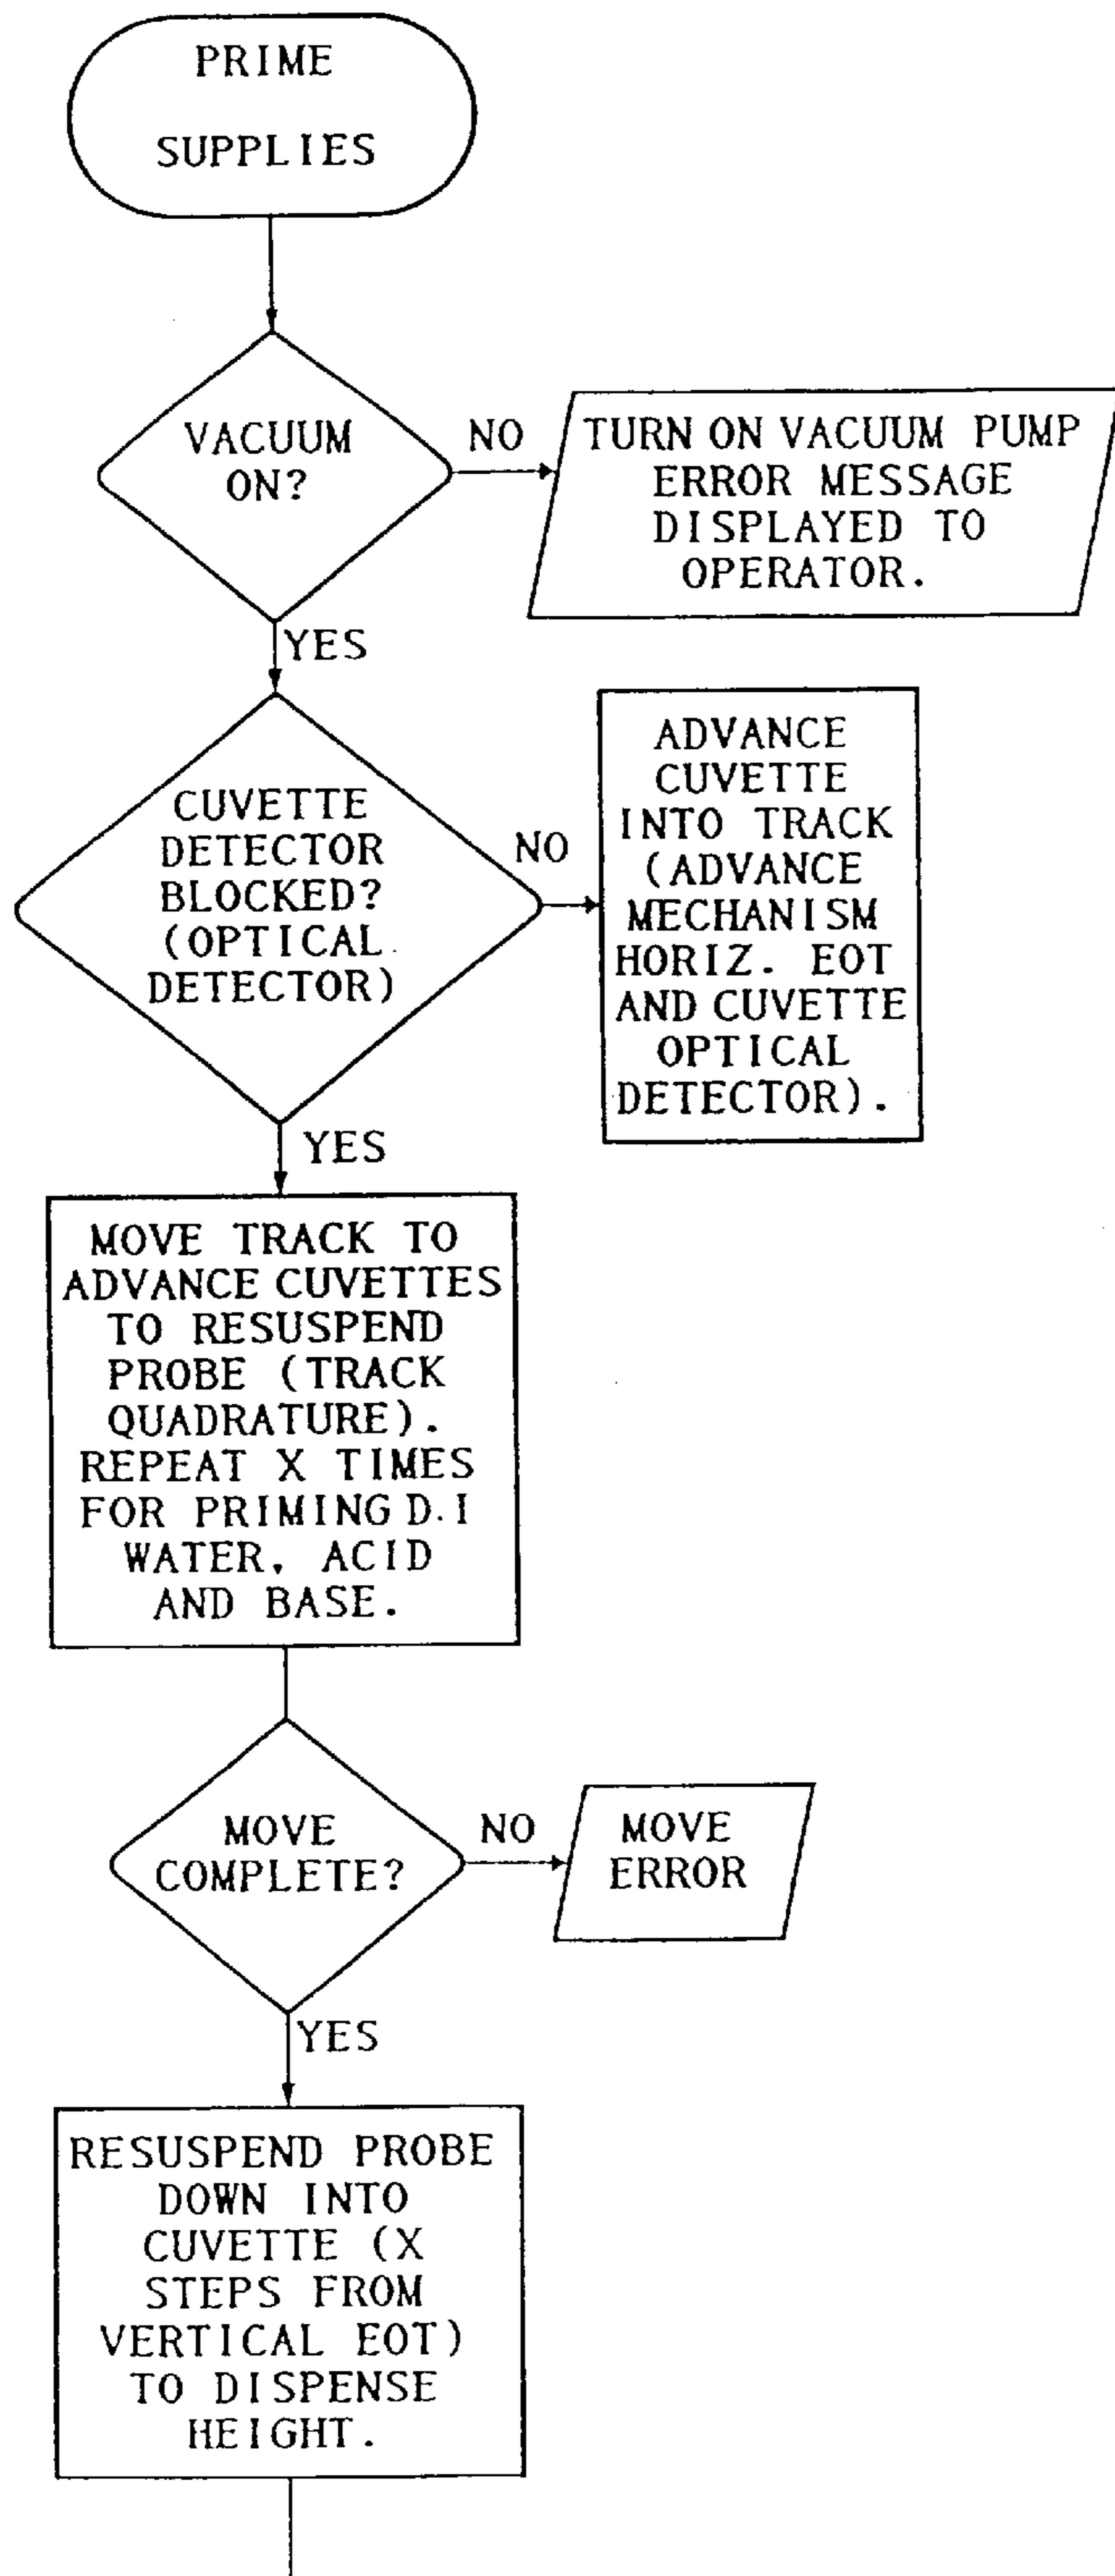 PRIME
SUPPLIES
VACUUM
ON?
NO
TURN ON VACUUM PUMP
ERROR MESSAGE
DISPLAYED TO
OPERATOR.
YES
CUVETTE
DETECTOR
BLOCKED?
(OPTICAL
DETECTOR)
NO
ADVANCE
CUVETTE
INTO TRACK
(ADVANCE
MECHANISM
HORIZ. EOT
AND CUVETTE
OPTICAL
DETECTOR).
YES
MOVE TRACK TO
ADVANCE CUVETTES
TO RESUSPEND
PROBE (TRACK
QUADRATURE).
REPEAT X TIMES
FOR PRIMING D.I
WATER, ACID
AND BASE.
MOVE
COMPLETE?
NO
MOVE
ERROR
YES
RESUSPEND PROBE
DOWN INTO
CUVETTE (X
STEPS FROM
VERTICAL EOT)
TO DISPENSE
HEIGHT.